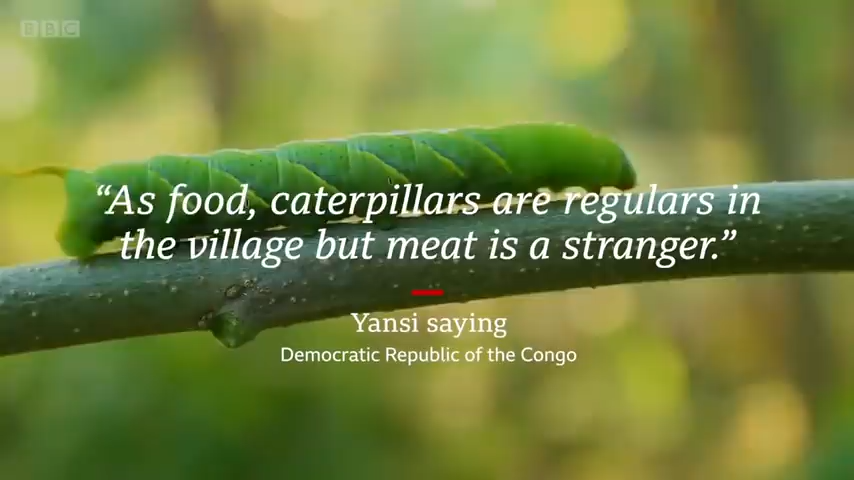 BBC
“As food, caterpillars are regulars in
the village but meat is a stranger.”
Yansi saying
Democratic Republic of the Congo